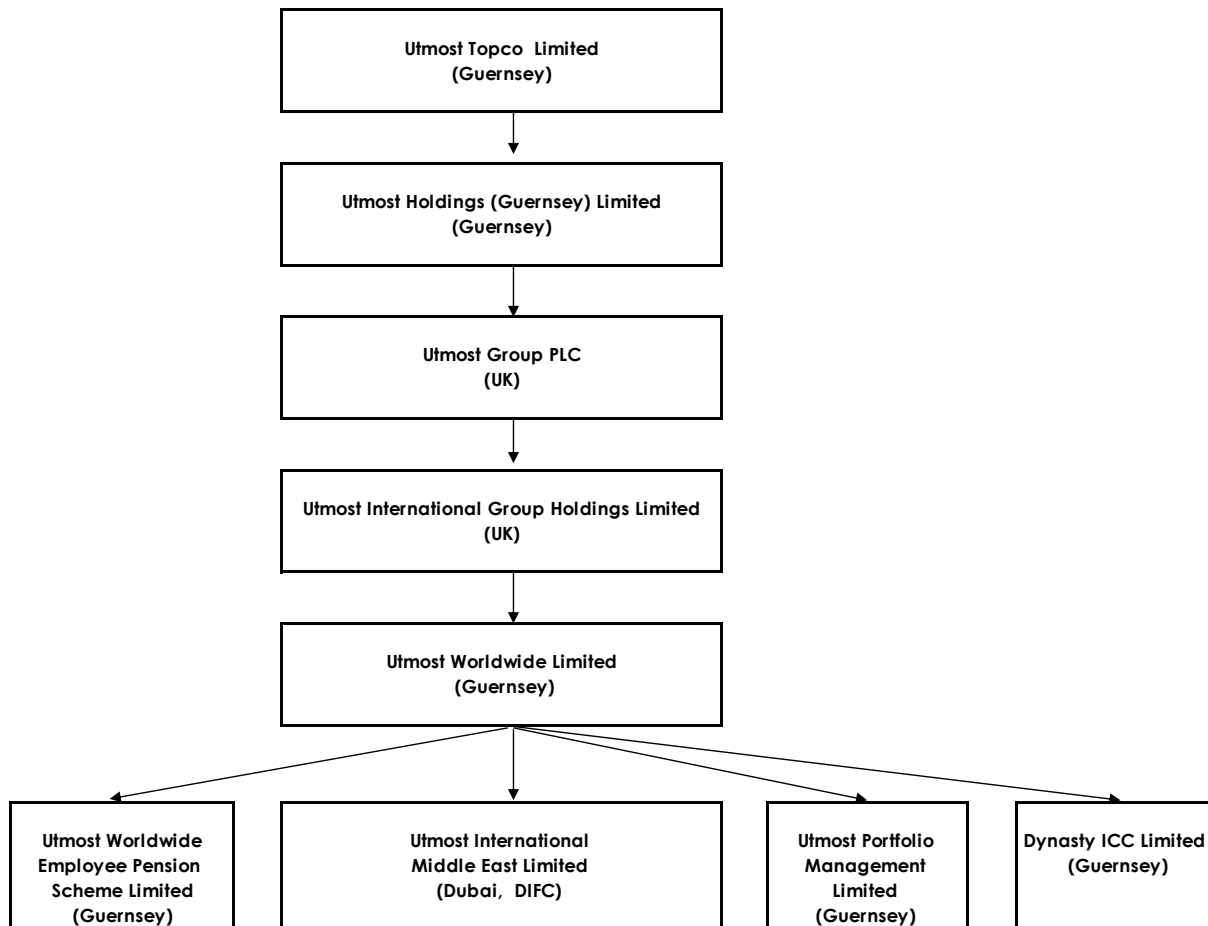 Utmost Topco Limited
(Guernsey)
Utmost Holdings (Guernsey) Limited
(Guernsey)
Utmost Group PLC
(UK)
Utmost International Group Holdings Limited
(UK)
Utmost Worldwide Limited
(Guernsey)
Utmost Worldwide
Employee Pension
Scheme Limited
(Guernsey)
Utmost International
Middle East Limited
(Dubai, DIFC)
Utmost Portfolio
Management
Limited
(Guernsey)
Dynasty ICC Limited
(Guernsey)